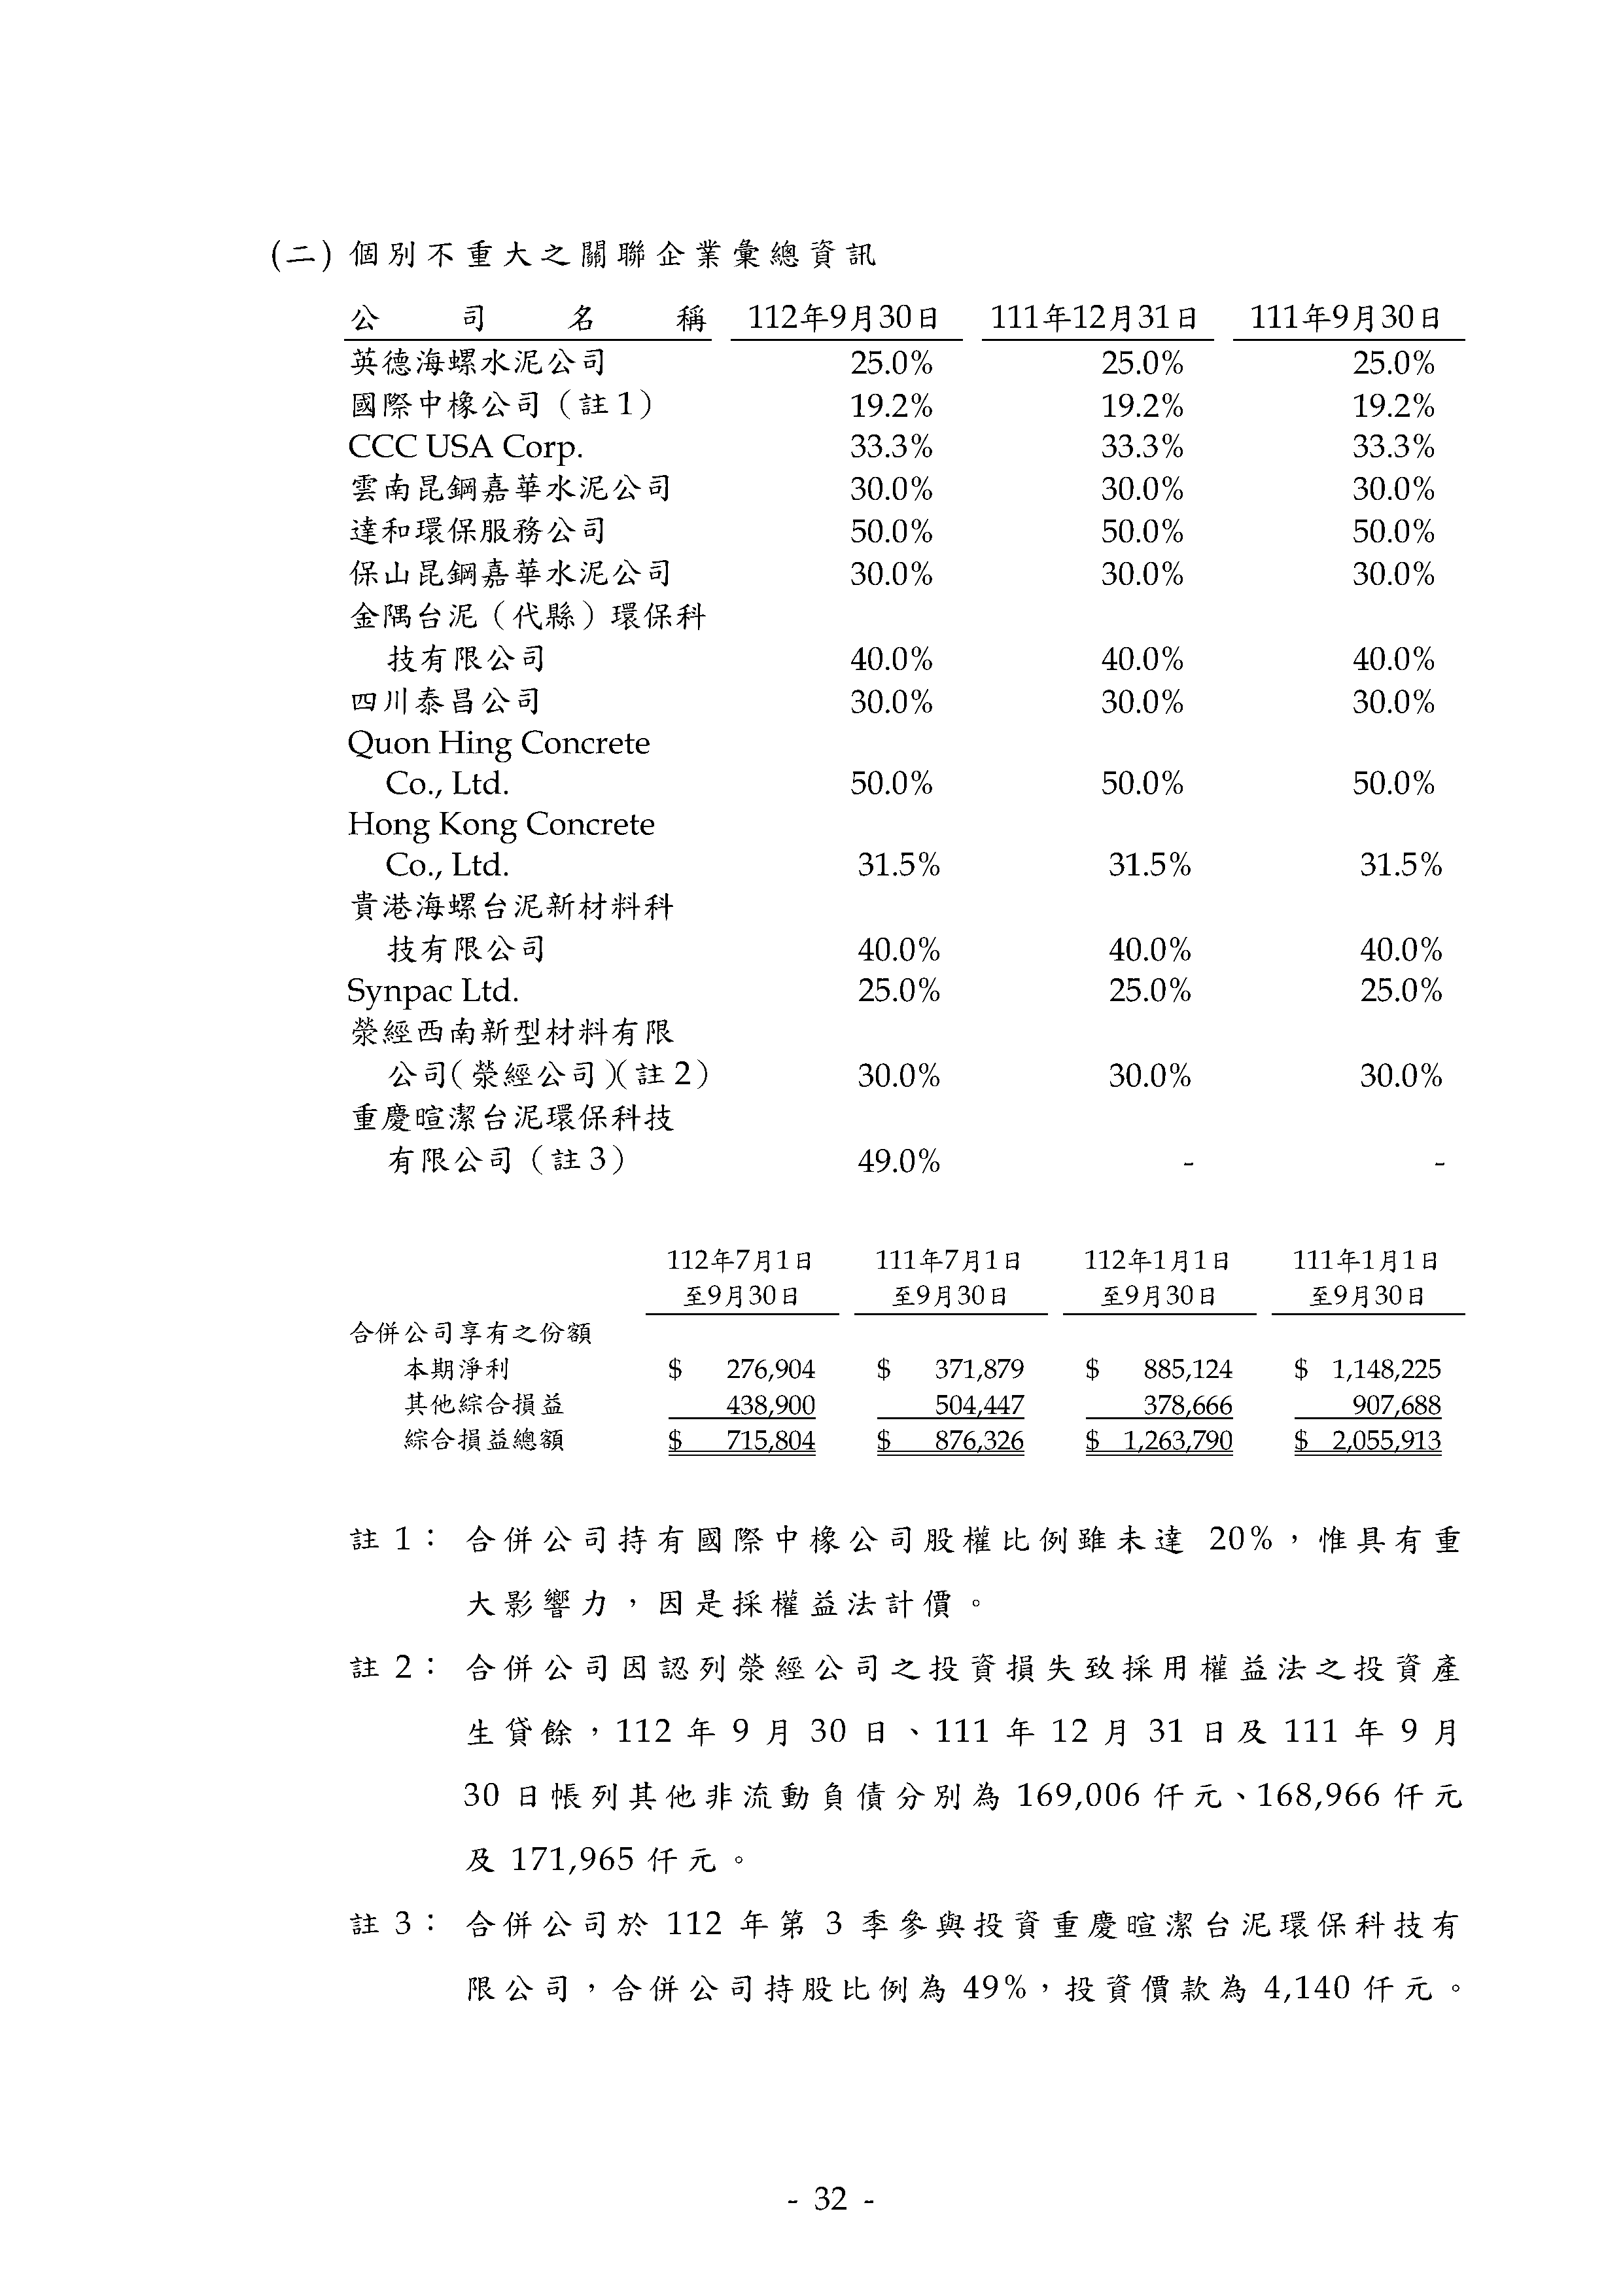 (二) 個別不重大之關聯企業彙總資訊
公司名稱 112年9月30日 111年12月31日 111年9月30日
英德海螺水泥公司 25.0% 25.0% 25.0%
國際中橡公司（註1） 19.2% 19.2% 19.2%
CCC USA Corp. 33.3% 33.3% 33.3%
雲南昆鋼嘉華水泥公司 30.0% 30.0% 30.0%
達和環保服務公司 50.0% 50.0% 50.0%
保山昆鋼嘉華水泥公司 30.0% 30.0% 30.0%
金隅台泥（代縣）環保科
技有限公司 40.0% 40.0% 40.0%
四川泰昌公司 30.0% 30.0% 30.0%
Quon Hing Concrete
Co., Ltd. 50.0% 50.0% 50.0%
Hong Kong Concrete
Co., Ltd. 31.5% 31.5% 31.5%
貴港海螺台泥新材料科
技有限公司 40.0% 40.0% 40.0%
Synpac Ltd. 25.0% 25.0% 25.0%
滎經西南新型材料有限
公司（滎經公司）（註2） 30.0% 30.0% 30.0%
重慶暄潔台泥環保科技
有限公司（註3） 49.0% - -
112年7月1日 111年7月1日 112年1月1日 111年1月1日
至9月30日 至9月30日 至9月30日 至9月30日
合併公司享有之份額
本期淨利 $ 276,904 $ 371,879 $ 885,124 $ 1,148,225
其他綜合損益 438,900 504,447 378,666 907,688
綜合損益總額 $ 715,804 $ 876,326 $ 1,263,790 $ 2,055,913
註1：合併公司持有國際中橡公司股權比例雖未達 20%，惟具有重
大影響力，因是採權益法計價。
註2：合併公司因認列滎經公司之投資損失致採用權益法之投資產
生貸餘，112 年 9 月 30 日、111 年 12 月 31 日及 111 年 9 月
30 日帳列其他非流動負債分別為 169,006 仟元、168,966 仟元
及 171,965 仟元。
註3：合併公司於 112 年第 3 季參與投資重慶暄潔台泥環保科技有
限公司，合併公司持股比例為 49%，投資價款為 4,140 仟元。
- 32 -